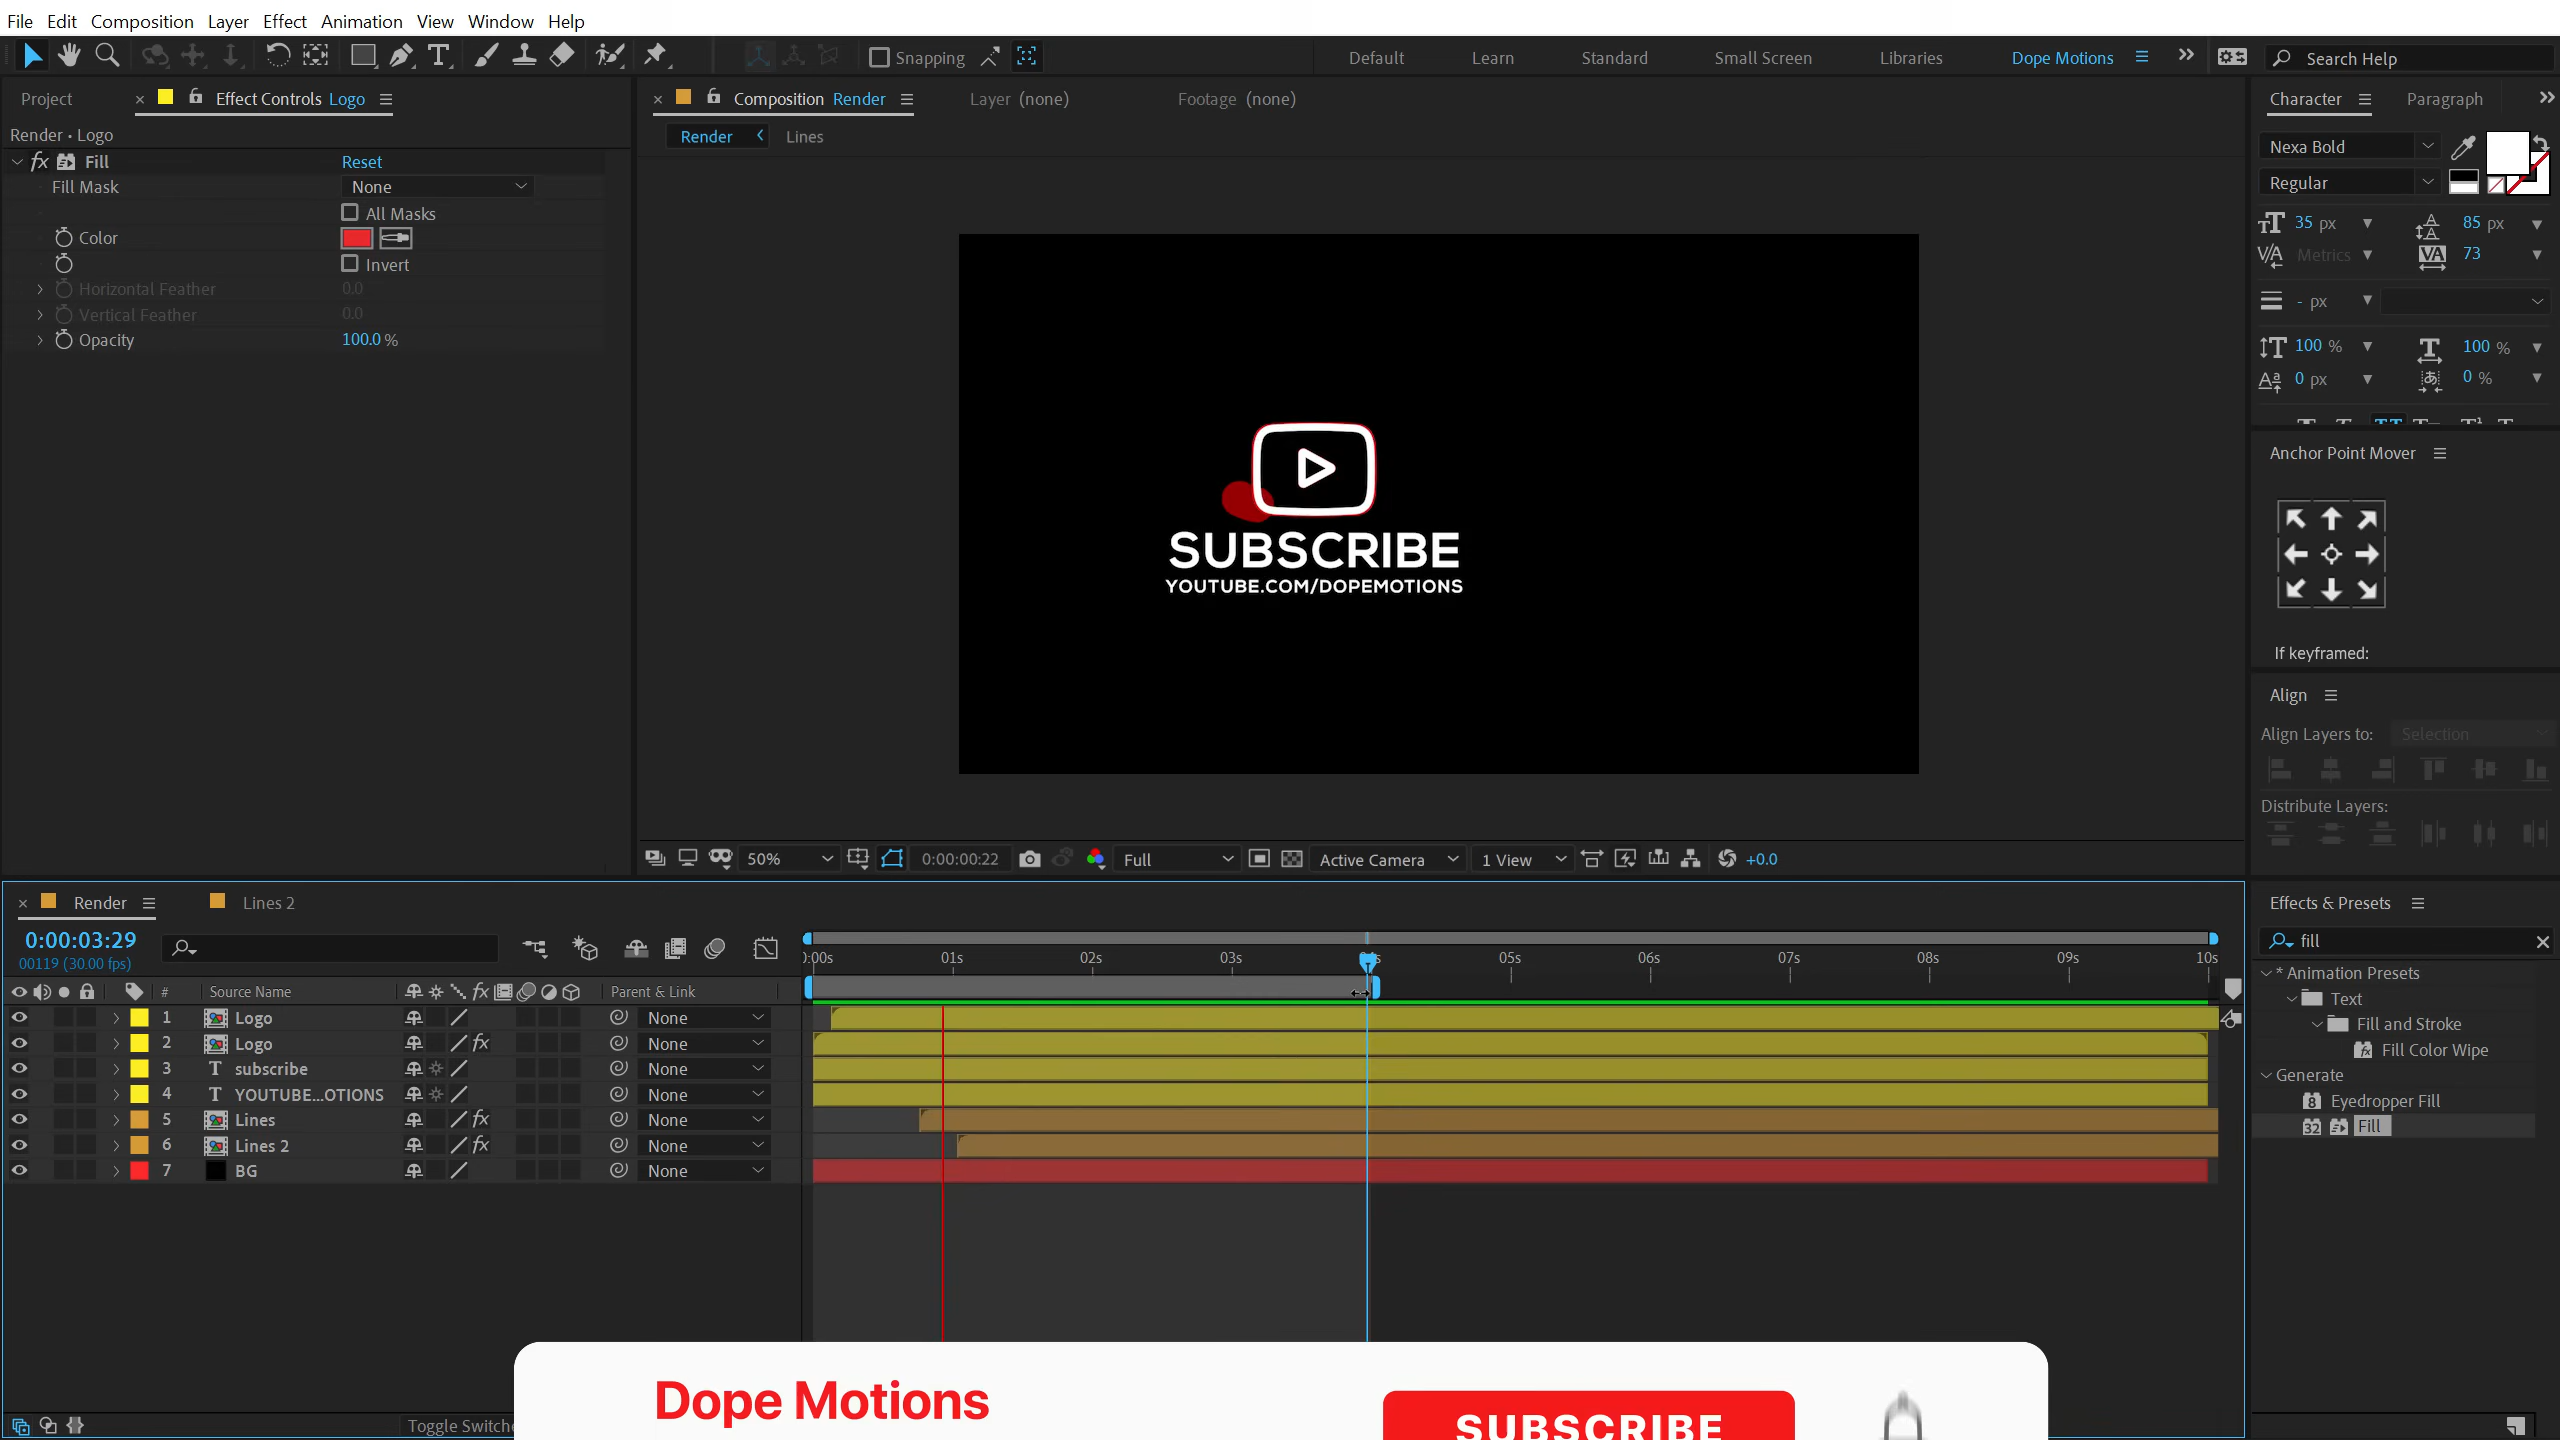 File Edit Composition Layer Effect Animation View Window Help
Snapping Default Learn Standard Small Screen Libraries Dope Motions Search Help
Project Effect Controls Logo Composition Render Layer (none) Footage (none) Character Paragraph
Render • Logo
Render Lines
Nexa Bold
fx Fill Reset
Fill Mask None
Regular
All Masks
Color
35 px 85 px
Metrics 73
Invert
Horizontal Feather 0.0
Vertical Feather 0.0
- px
Opacity 100.0 %
100 % 100 %
0 px 0 %
Anchor Point Mover
SUBSCRIBE
YOUTUBE.COM/DOPEMOTIONS
If keyframed:
Align
Align Layers to: Selection
Distribute Layers:
50% 0:00:00:22 Full Active Camera 1 View +0.0
Render Lines 2
Effects & Presets
0:00:03:29
00119 (30.00 fps)
fill
01s 02s 03s 05s 06s 07s 08s 09s 10s
# Source Name fx Parent & Link
* Animation Presets
Text
Fill and Stroke
Fill Color Wipe
Generate
Eyedropper Fill
Fill
1 Logo None
2 Logo fx None
3 T subscribe None
4 T YOUTUBE...OTIONS None
5 Lines fx None
6 Lines 2 fx None
7 BG None
Dope Motions
SUBSCRIBE
Toggle Switche